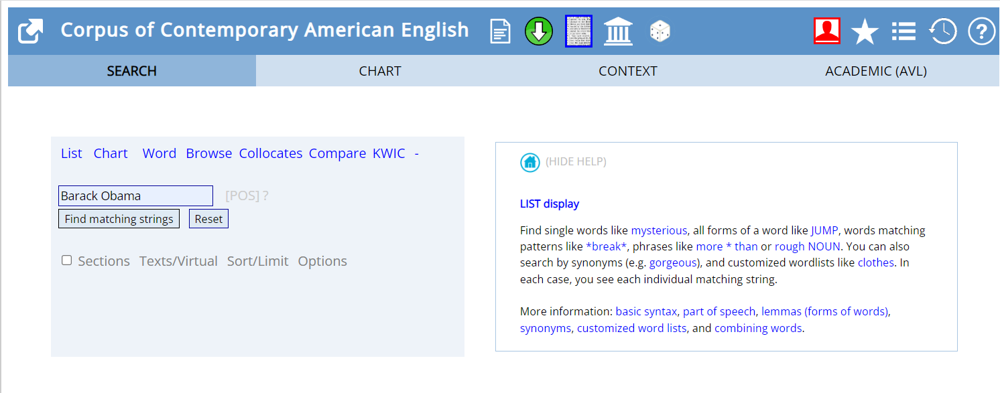 Corpus of Contemporary American English
SEARCH CHART CONTEXT ACADEMIC (AVL)
List Chart Word Browse Collocates Compare KWIC -
Barack Obama [POS] ?
Find matching strings Reset
Sections Texts/Virtual Sort/Limit Options
(HIDE HELP)
LIST display
Find single words like mysterious, all forms of a word like JUMP, words matching
patterns like *break*, phrases like more * than or rough NOUN. You can also
search by synonyms (e.g. gorgeous), and customized wordlists like clothes. In
each case, you see each individual matching string.
More information: basic syntax, part of speech, lemmas (forms of words),
synonyms, customized word lists, and combining words.